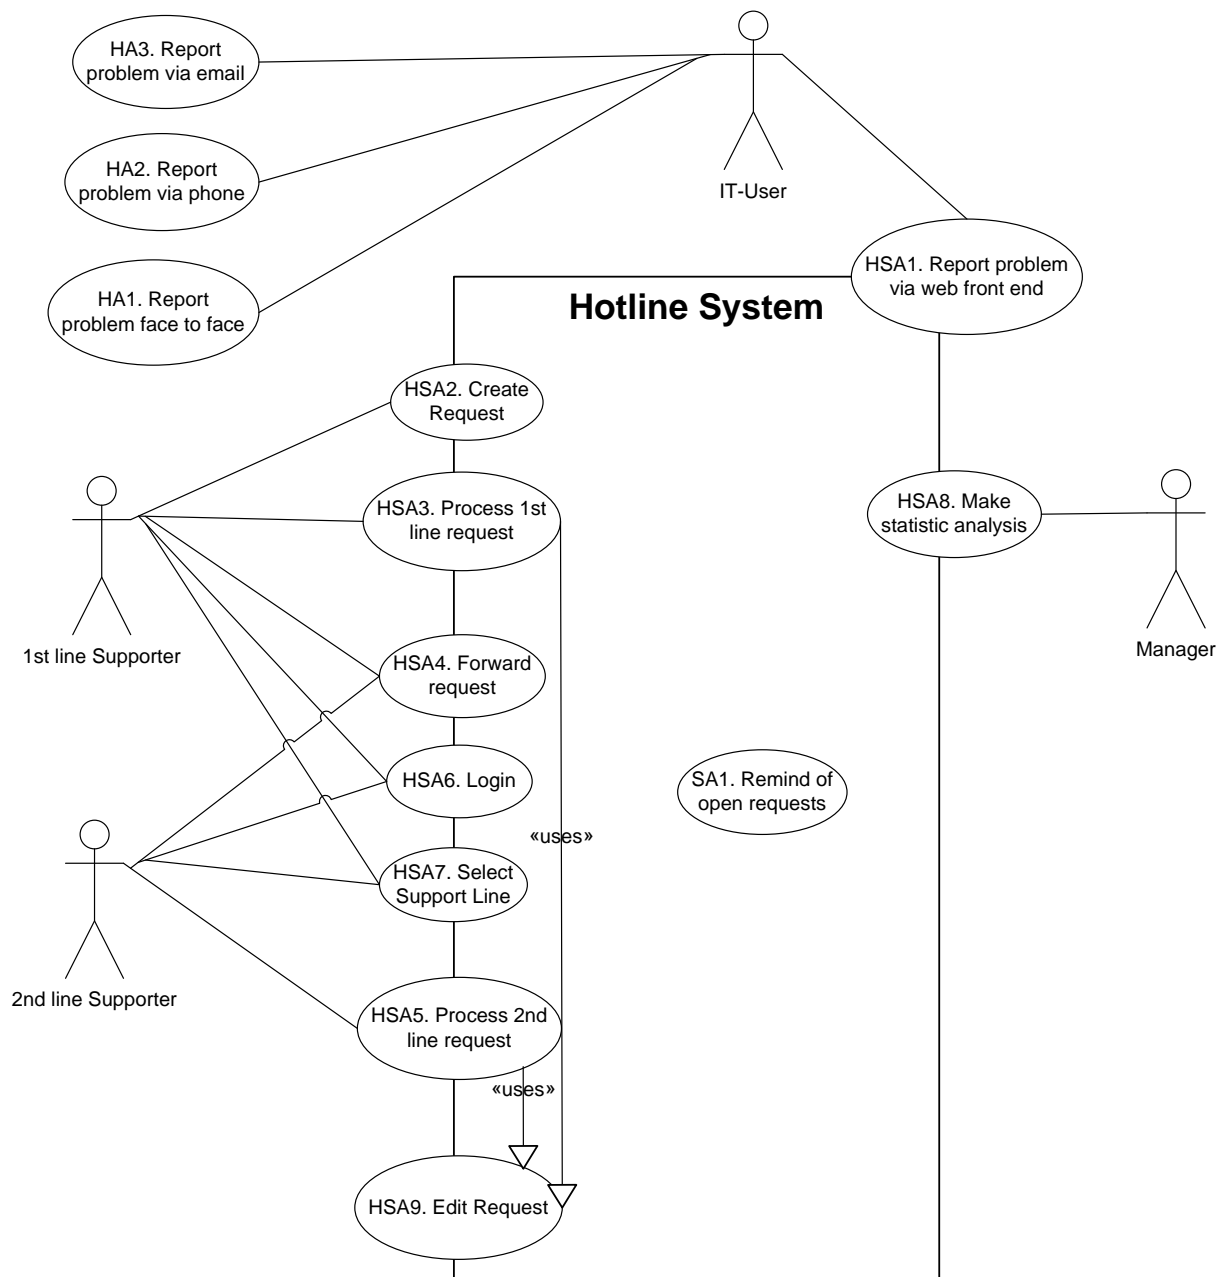 HA3. Report
problem via email
HA2. Report
problem via phone
IT-User
HSA1. Report problem
via web front end
HA1. Report
problem face to face
Hotline System
HSA2. Create
Request
HSA3. Process 1st
line request
HSA8. Make
statistic analysis
1st line Supporter
Manager
HSA4. Forward
request
HSA6. Login
SA1. Remind of
open requests
«uses»
HSA7. Select
Support Line
2nd line Supporter
HSA5. Process 2nd
line request
«uses»
HSA9. Edit Request